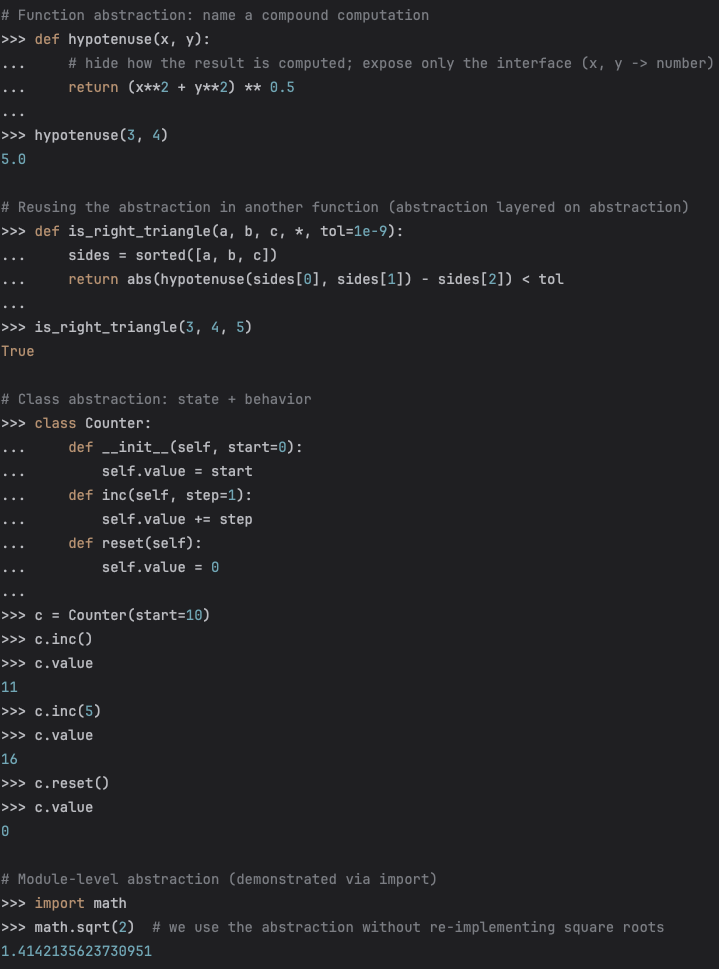 # Function abstraction: name a compound computation
>>> def hypotenuse(x, y):
...     # hide how the result is computed; expose only the interface (x, y -> number)
...     return (x**2 + y**2) ** 0.5
...
>>> hypotenuse(3, 4)
5.0

# Reusing the abstraction in another function (abstraction layered on abstraction)
>>> def is_right_triangle(a, b, c, *, tol=1e-9):
...     sides = sorted([a, b, c])
...     return abs(hypotenuse(sides[0], sides[1]) - sides[2]) < tol
...
>>> is_right_triangle(3, 4, 5)
True

# Class abstraction: state + behavior
>>> class Counter:
...     def __init__(self, start=0):
...         self.value = start
...     def inc(self, step=1):
...         self.value += step
...     def reset(self):
...         self.value = 0
...
>>> c = Counter(start=10)
>>> c.inc()
>>> c.value
11
>>> c.inc(5)
>>> c.value
16
>>> c.reset()
>>> c.value
0

# Module-level abstraction (demonstrated via import)
>>> import math
>>> math.sqrt(2)  # we use the abstraction without re-implementing square roots
1.4142135623730951